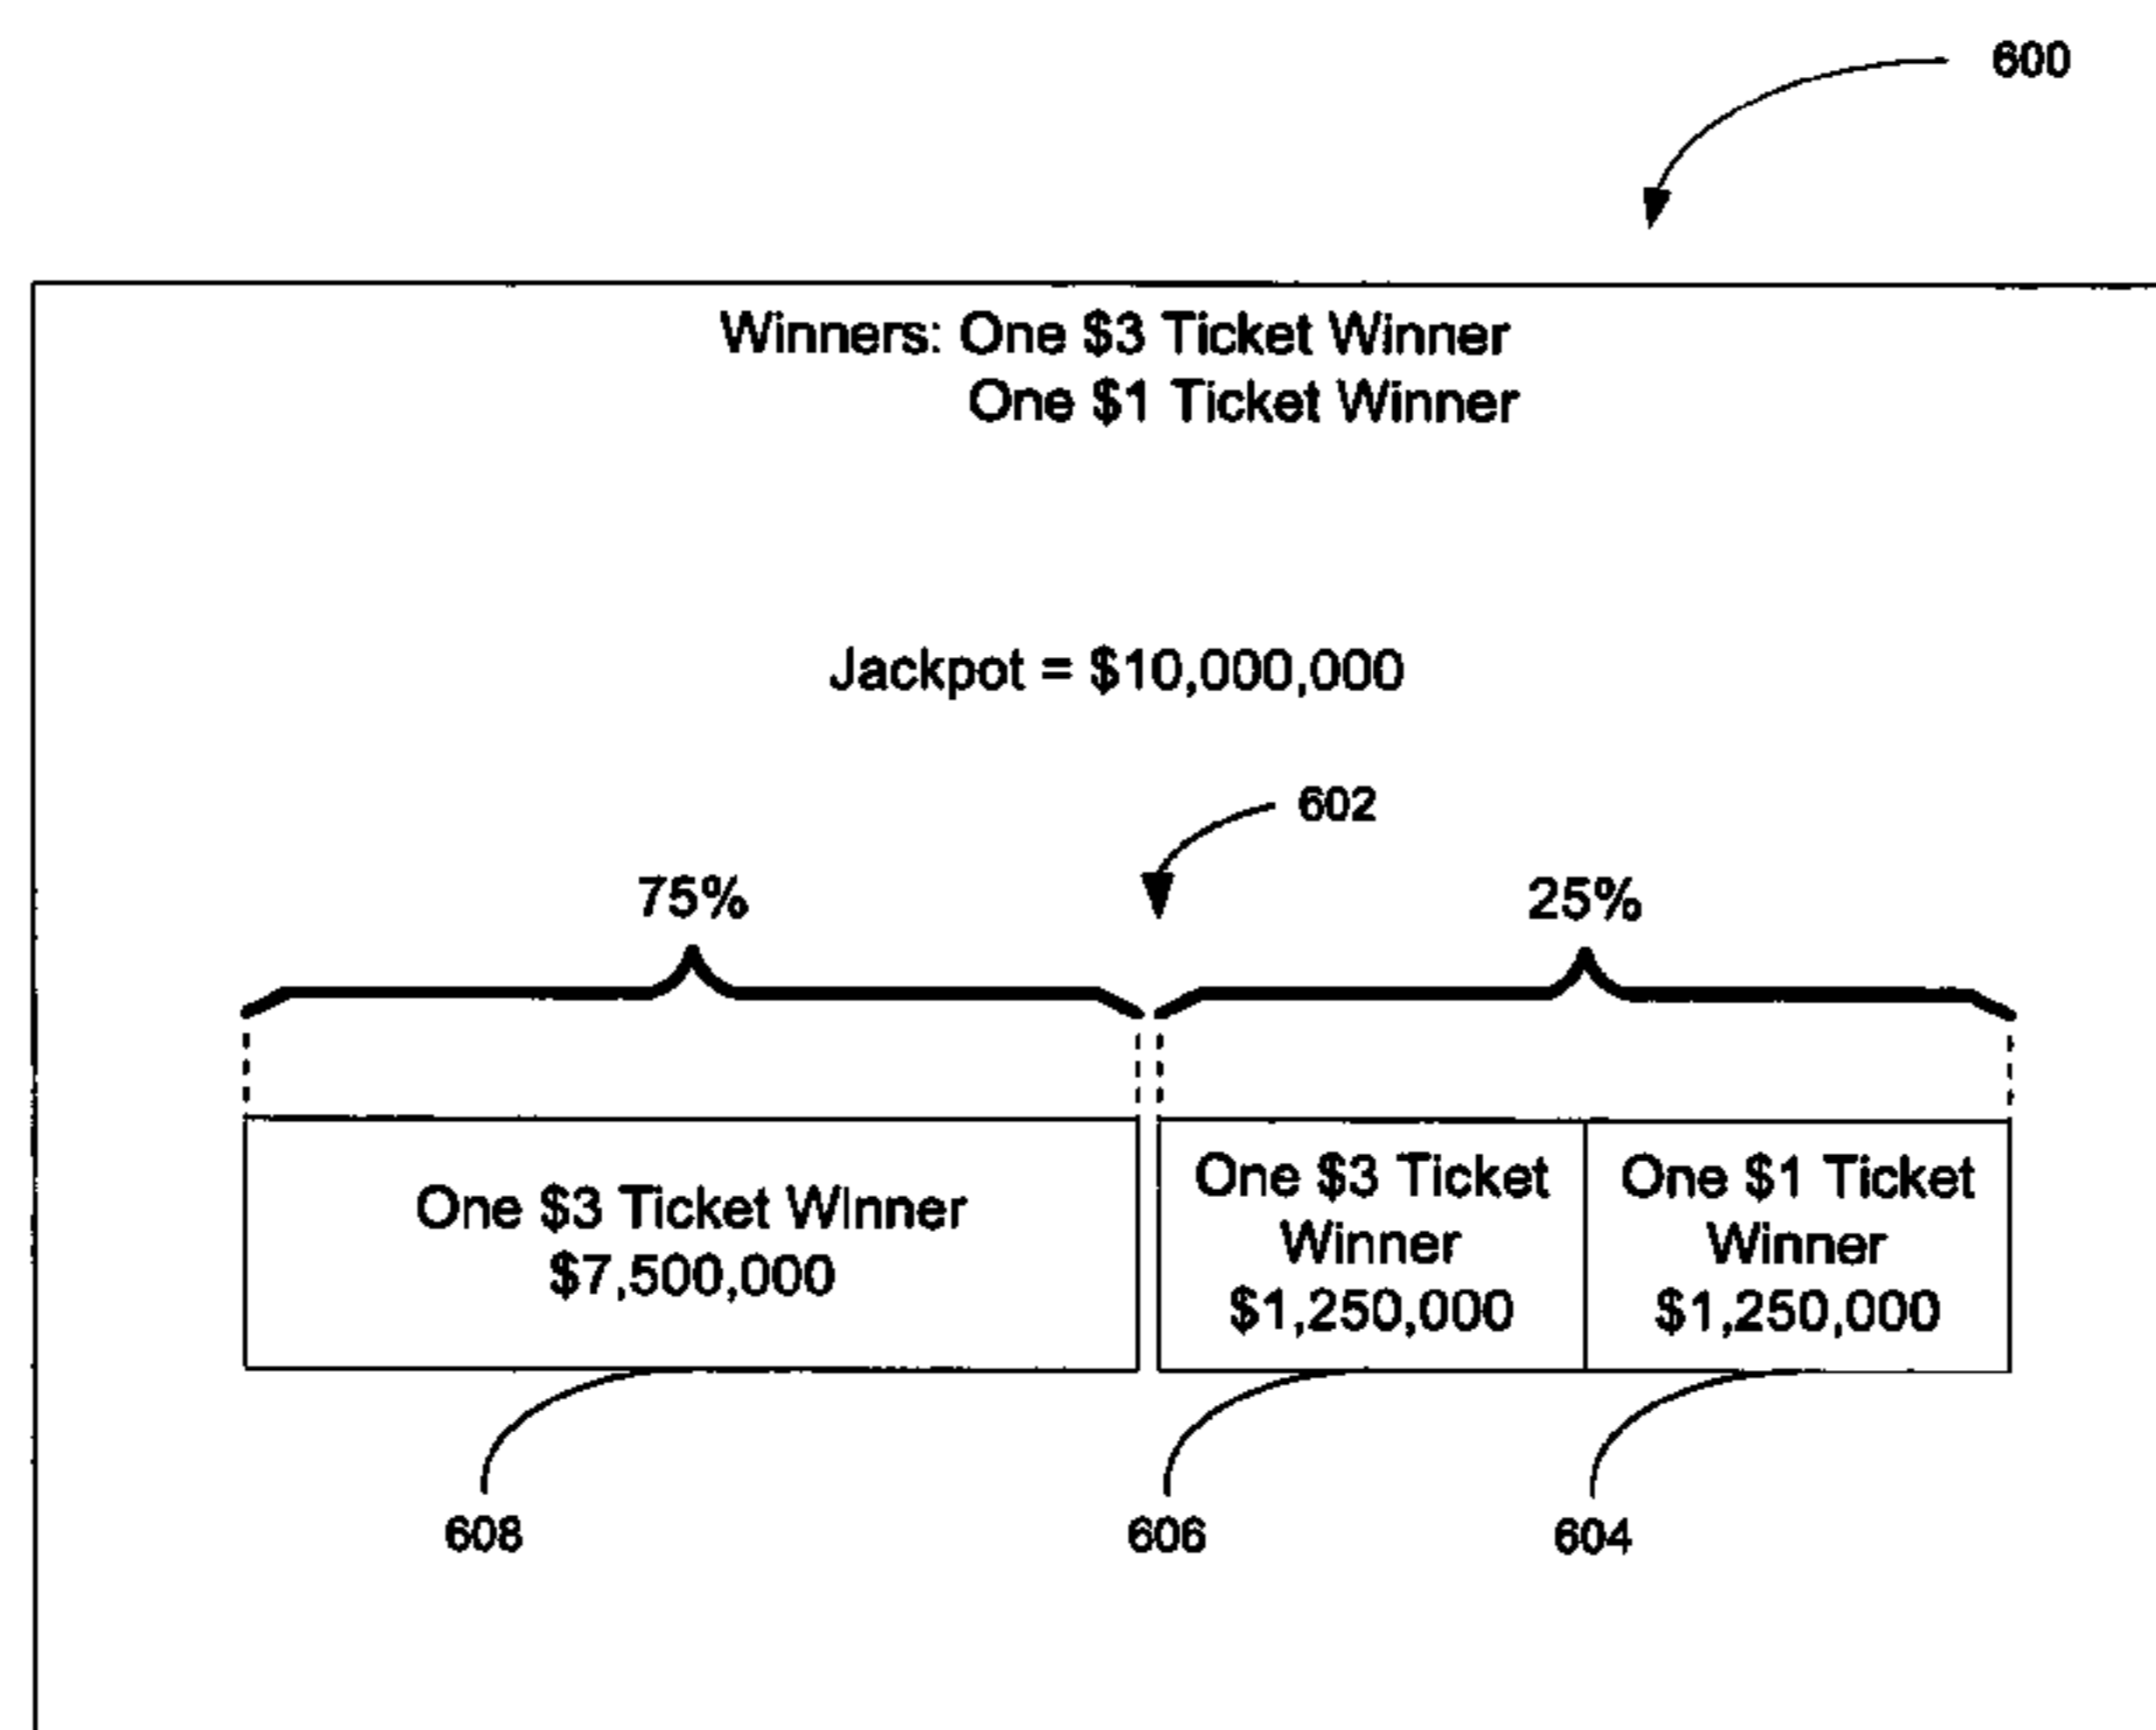 600
Winners: One $3 Ticket Winner
One $1 Ticket Winner
Jackpot = $10,000,000
602
75%
25%
One $3 Ticket Winner
$7,500,000
One $3 Ticket
Winner
$1,250,000
One $1 Ticket
Winner
$1,250,000
608
606
604